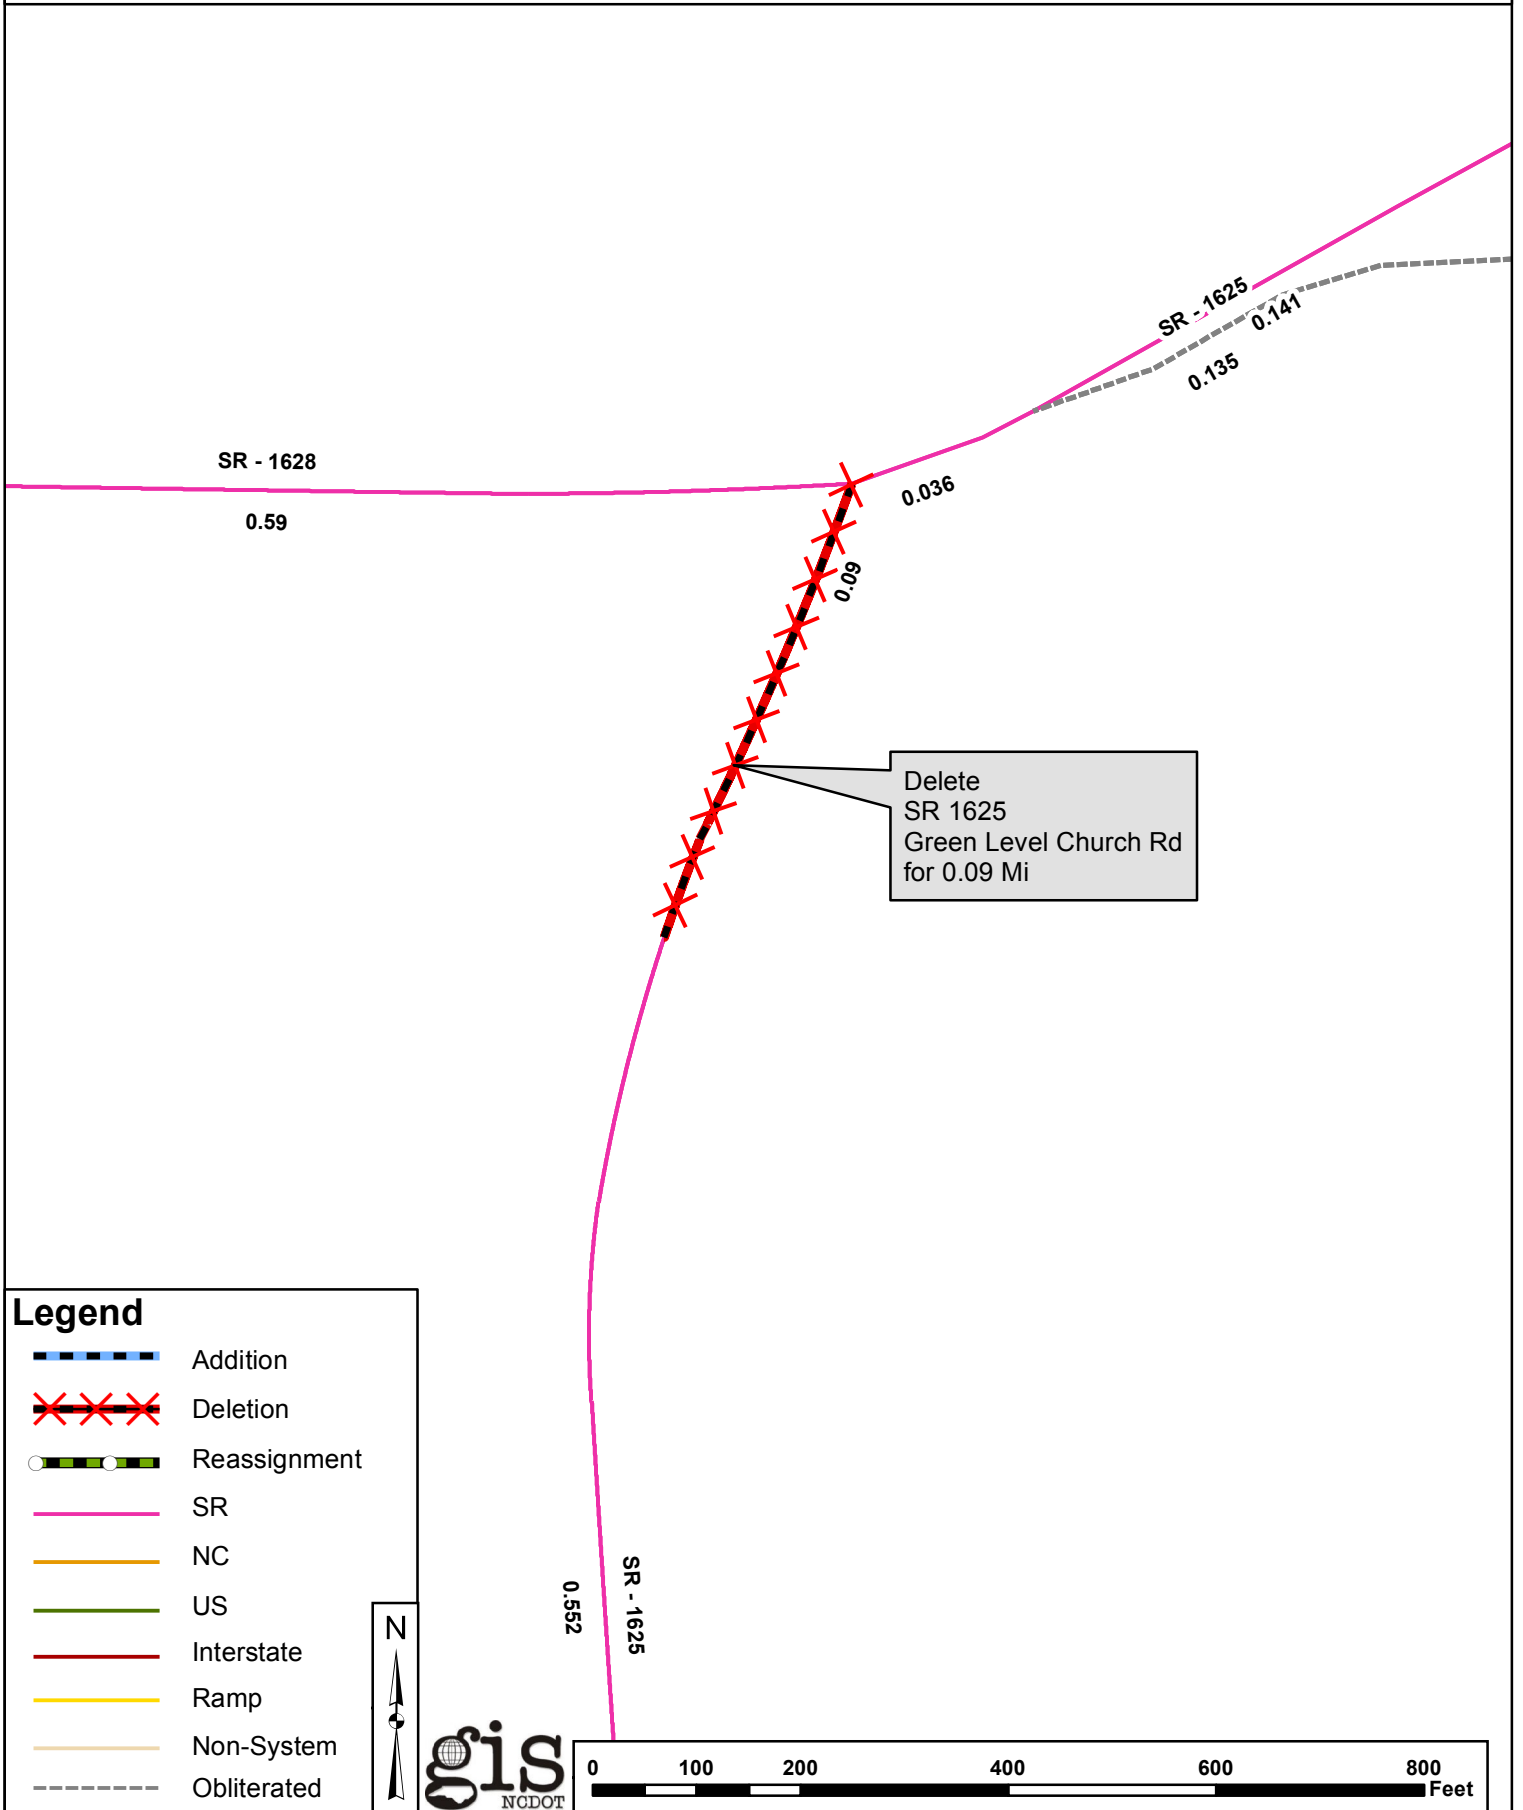 SR - 1625
0.141
0.135
SR - 1628
0.59
0.036
0.09
Delete
SR 1625
Green Level Church Rd
for 0.09 Mi
Legend
Addition
Deletion
Reassignment
SR
NC
US
Interstate
Ramp
Non-System
Obliterated
0.552
SR - 1625
N
gis
NCDOT
0 100 200 400 600 800
Feet